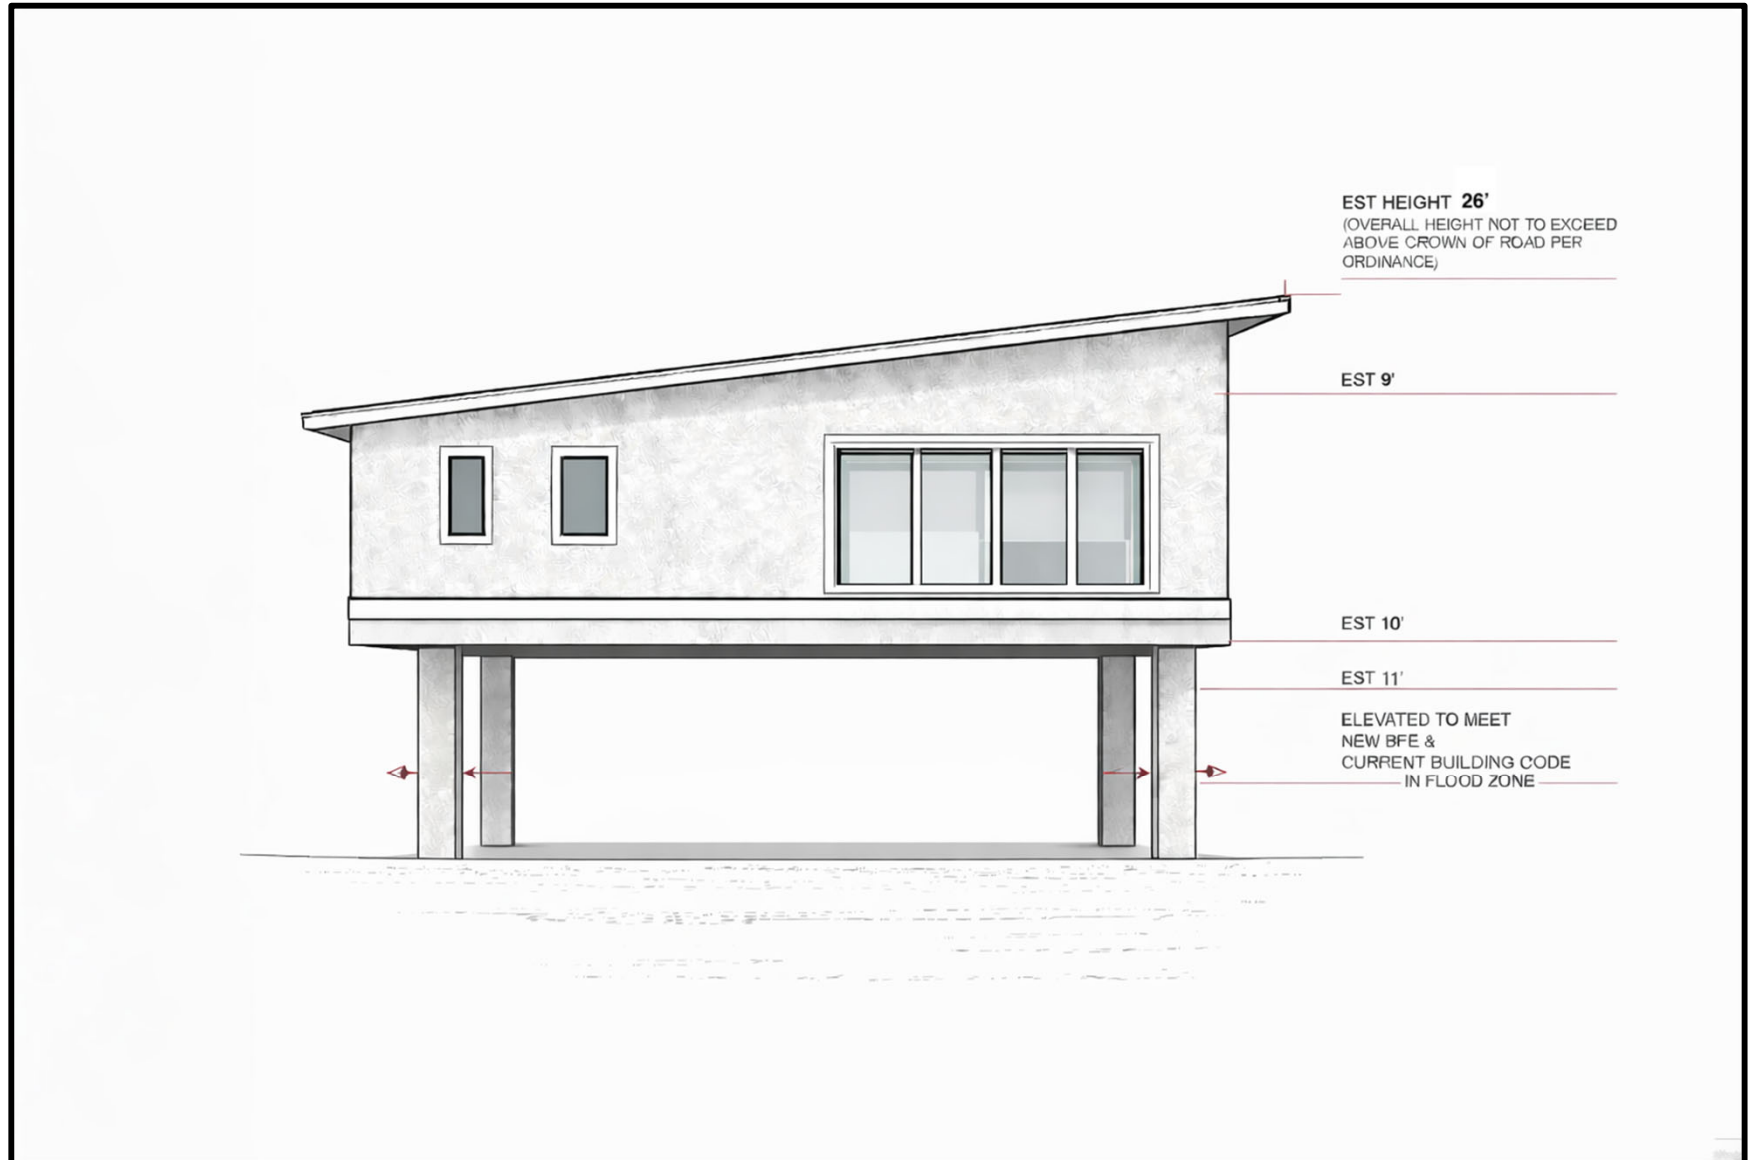 EST HEIGHT 26'
(OVERALL HEIGHT NOT TO EXCEED
ABOVE CROWN OF ROAD PER
ORDINANCE)
EST 9'
EST 10'
EST 11'
ELEVATED TO MEET
NEW BFE &
CURRENT BUILDING CODE
IN FLOOD ZONE